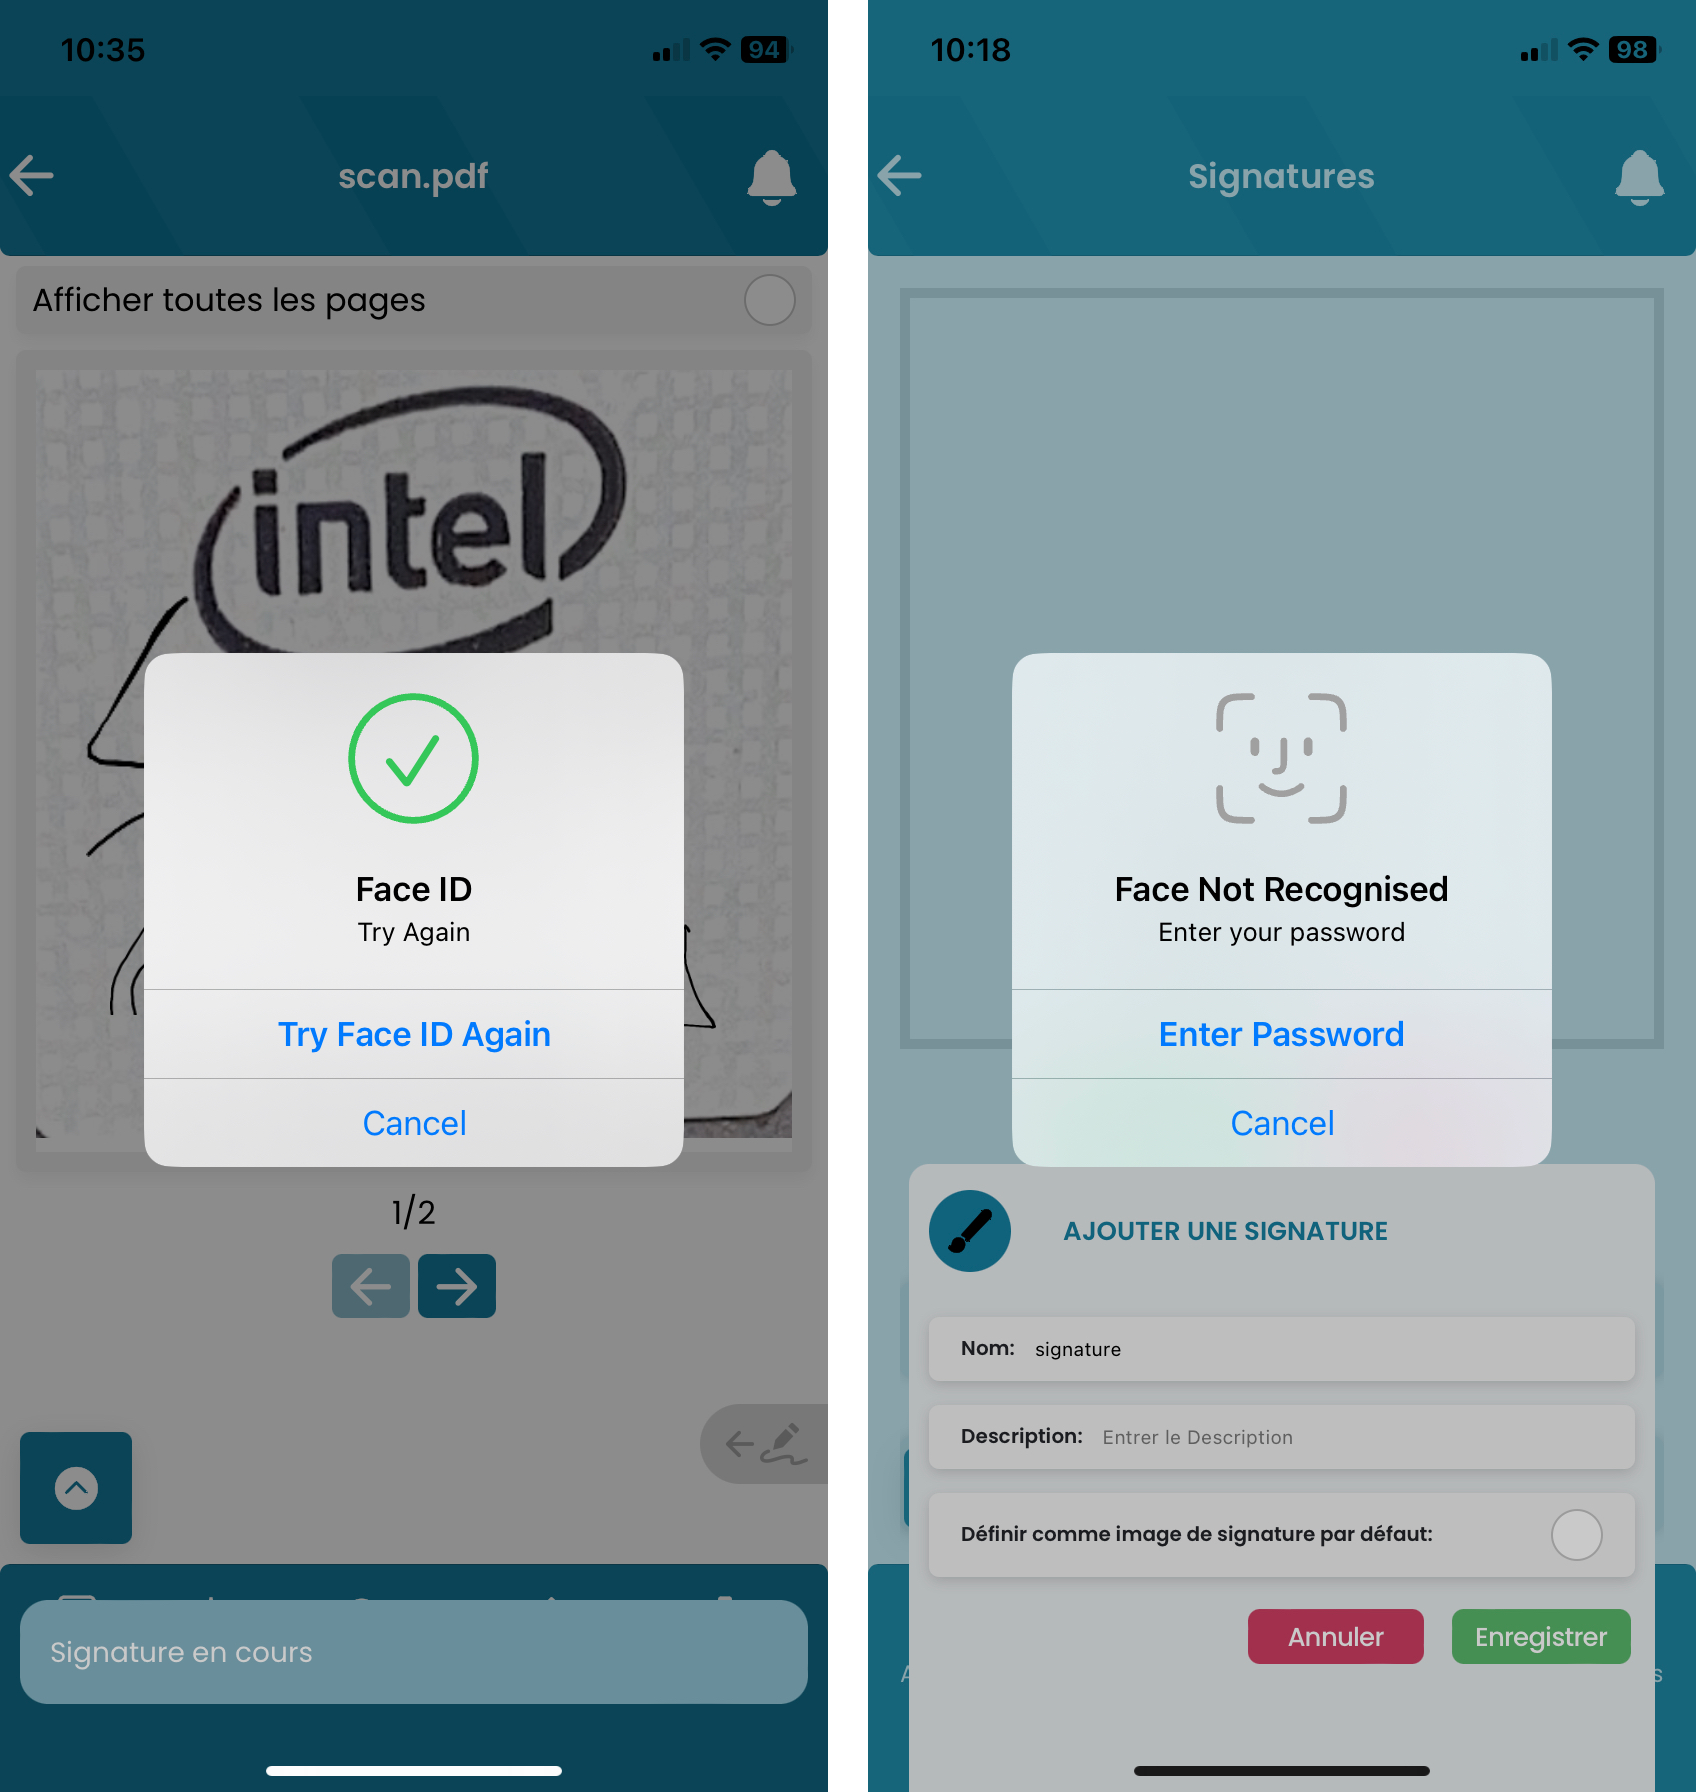 10:35
94
scan.pdf
Afficher toutes les pages
intel
Face ID
Try Again
Try Face ID Again
Cancel
1/2
Signature en cours
10:18
98
Signatures
Face Not Recognised
Enter your password
Enter Password
Cancel
AJOUTER UNE SIGNATURE
Nom: signature
Description: Entrer le Description
Définir comme image de signature par défaut:
Annuler
Enregistrer